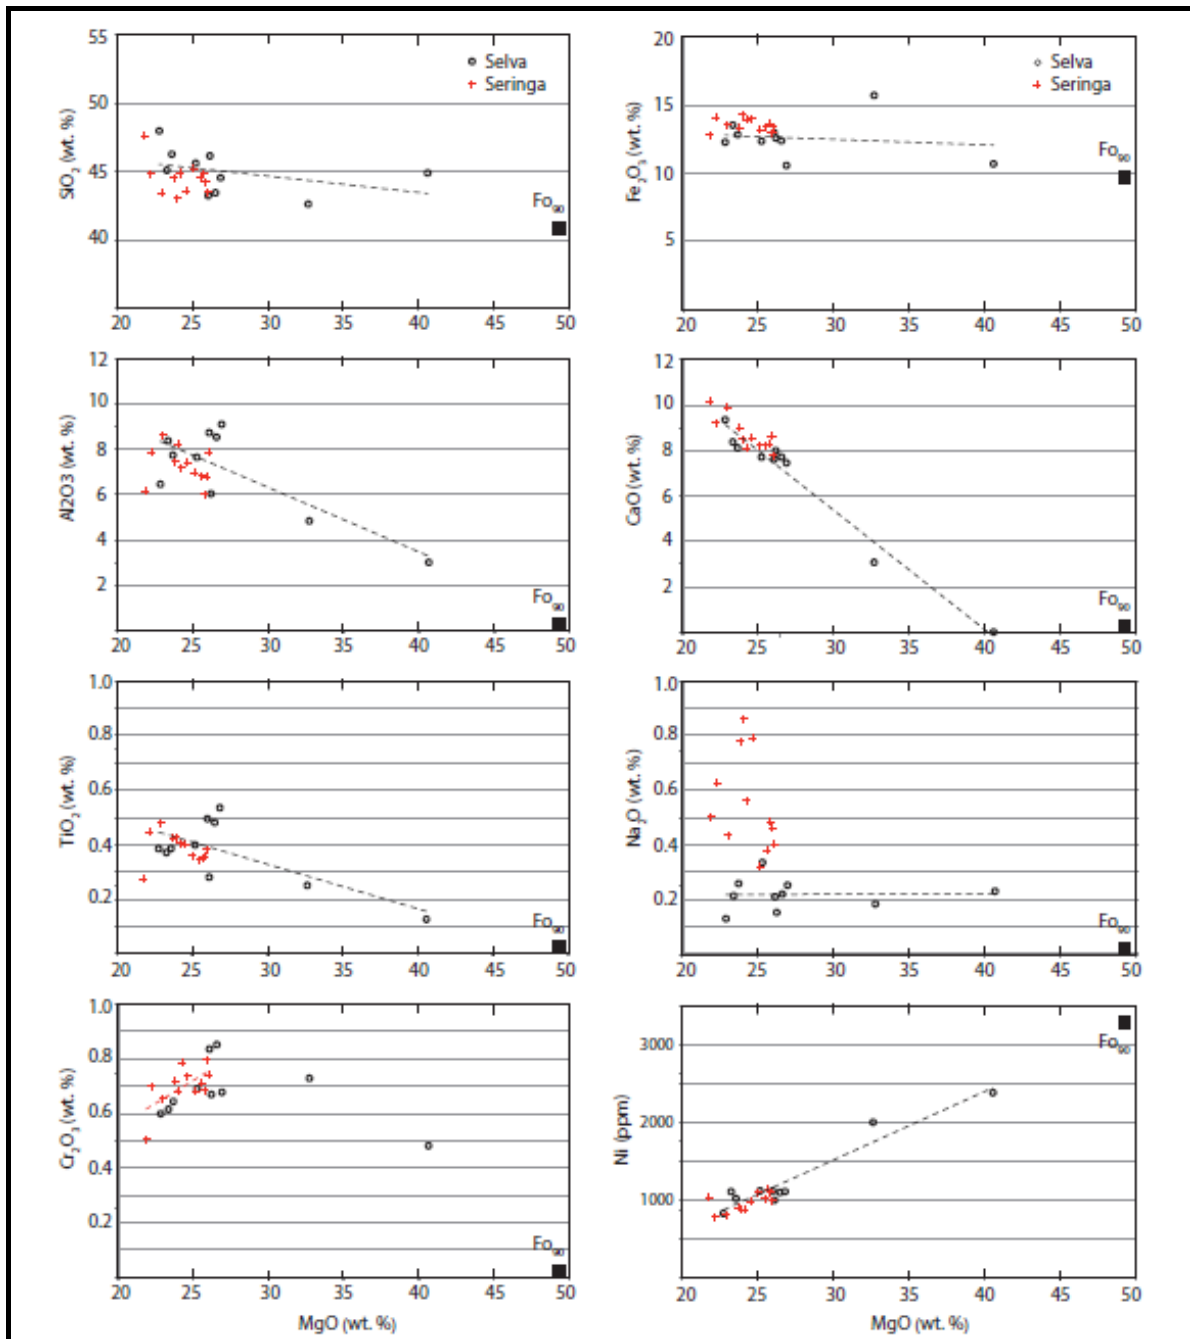 55
50
45
40
SiO₂ (wt. %)
Selva
Seringa
Fo₉₀
20 25 30 35 40 45 50
20
15
10
5
Fe₂O₃ (wt. %)
Selva
Seringa
Fo₉₀
20 25 30 35 40 45 50
12
10
8
6
4
2
Al2O3 (wt. %)
Fo₉₀
20 25 30 35 40 45 50
12
10
8
6
4
2
CaO (wt. %)
Fo₉₀
20 25 30 35 40 45 50
1.0
0.8
0.6
0.4
0.2
TiO₂ (wt. %)
Fo₉₀
20 25 30 35 40 45 50
1.0
0.8
0.6
0.4
0.2
Na₂O (wt. %)
Fo₉₀
20 25 30 35 40 45 50
1.0
0.8
0.6
0.4
0.2
Cr₂O₃ (wt. %)
Fo₉₀
20 25 30 35 40 45 50
MgO (wt. %)
3000
2000
1000
Ni (ppm)
Fo₉₀
20 25 30 35 40 45 50
MgO (wt. %)